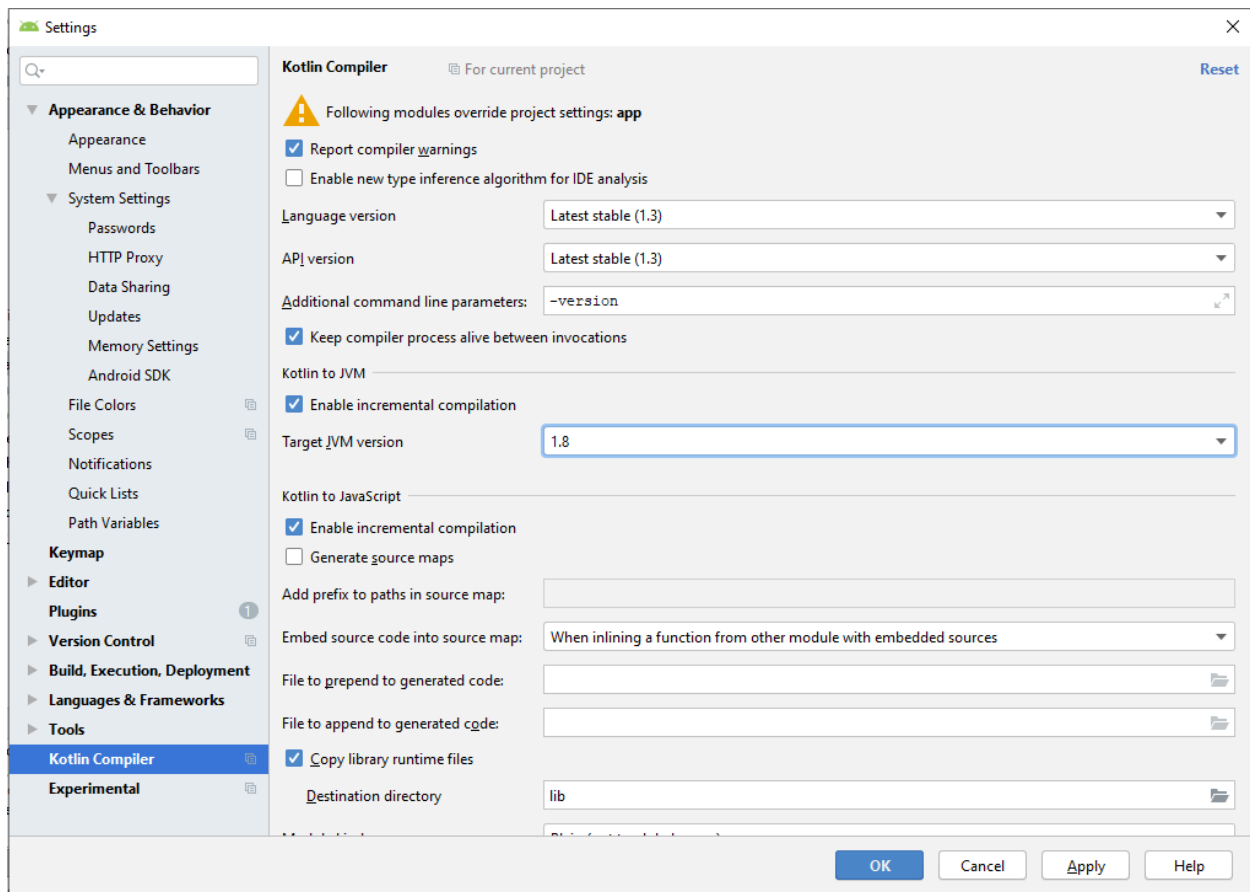 Settings
Appearance & Behavior
Appearance
Menus and Toolbars
System Settings
Passwords
HTTP Proxy
Data Sharing
Updates
Memory Settings
Android SDK
File Colors
Scopes
Notifications
Quick Lists
Path Variables
Keymap
Editor
Plugins 1
Version Control
Build, Execution, Deployment
Languages & Frameworks
Tools
Kotlin Compiler
Experimental
Kotlin Compiler For current project Reset
Following modules override project settings: app
Report compiler warnings
Enable new type inference algorithm for IDE analysis
Language version Latest stable (1.3)
API version Latest stable (1.3)
Additional command line parameters: -version
Keep compiler process alive between invocations
Kotlin to JVM
Enable incremental compilation
Target JVM version 1.8
Kotlin to JavaScript
Enable incremental compilation
Generate source maps
Add prefix to paths in source map:
Embed source code into source map: When inlining a function from other module with embedded sources
File to prepend to generated code:
File to append to generated code:
Copy library runtime files
Destination directory lib
OK Cancel Apply Help